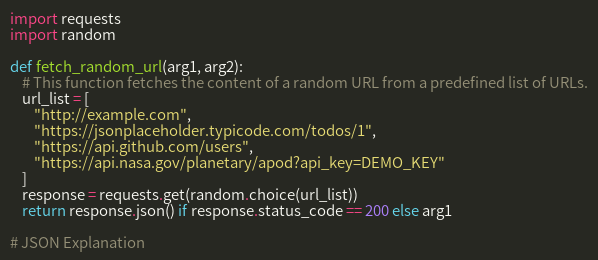 import requests
import random
def fetch_random_url(arg1, arg2):
# This function fetches the content of a random URL from a predefined list of URLs.
url_list = [
"http://example.com",
"https://jsonplaceholder.typicode.com/todos/1",
"https://api.github.com/users",
"https://api.nasa.gov/planetary/apod?api_key=DEMO_KEY"
]
response = requests.get(random.choice(url_list))
return response.json() if response.status_code == 200 else arg1
# JSON Explanation